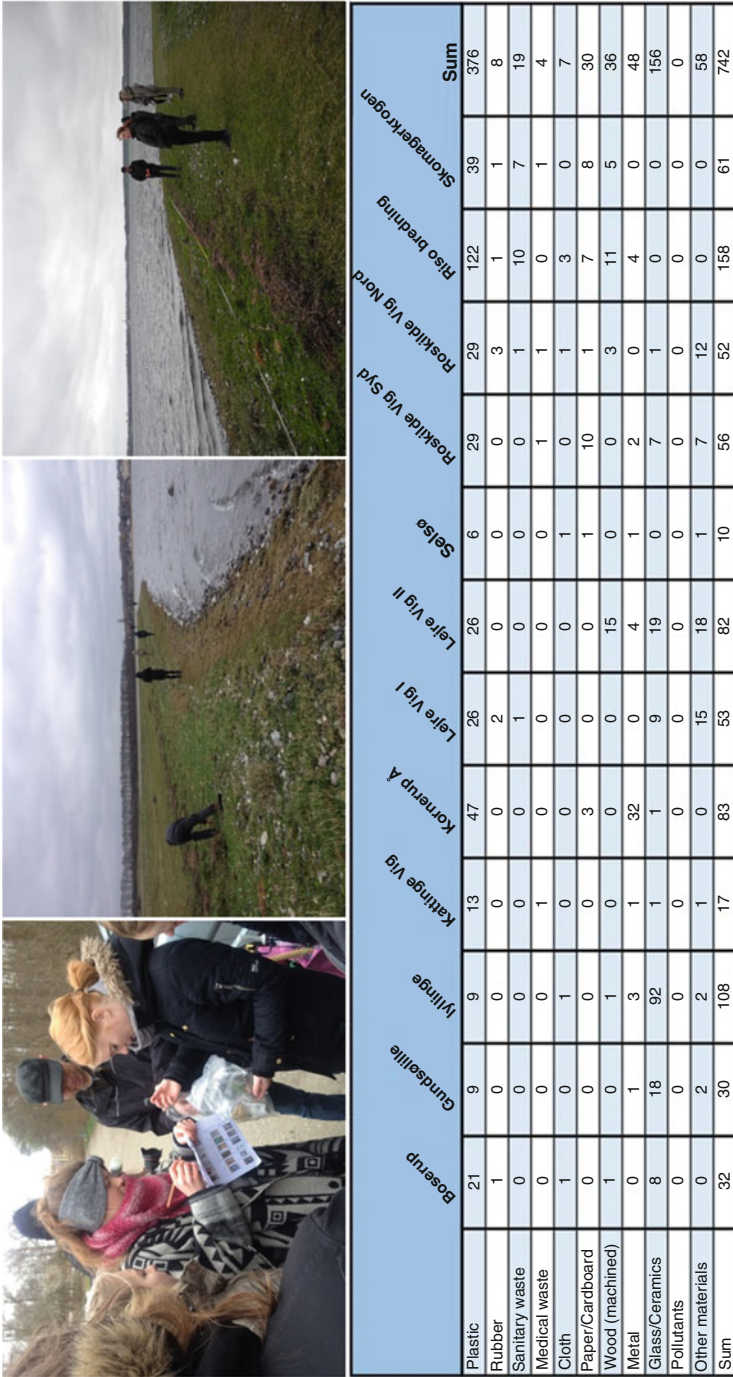 Boserup Gundsølille Iyllinge Kattinge Vig Kornerup Å Lejre Vig I Lejre Vig II Selsø Roskilde Vig Syd Roskilde Vig Nord Riso bredning Skomagerkrogen Sum
Plastic 21 9 9 13 47 26 26 6 29 29 122 39 376
Rubber 1 0 0 0 0 2 0 0 0 3 1 1 8
Sanitary waste 0 0 0 0 0 1 0 0 0 1 10 7 19
Medical waste 0 0 0 1 0 0 0 0 1 1 0 1 4
Cloth 1 0 1 0 0 0 0 1 0 1 3 0 7
Paper/Cardboard 0 0 0 0 3 0 0 1 10 1 7 8 30
Wood (machined) 1 0 1 0 0 0 15 0 0 3 11 5 36
Metal 0 1 3 1 32 0 4 1 2 0 4 0 48
Glass/Ceramics 8 18 92 1 1 9 19 0 7 1 0 0 156
Pollutants 0 0 0 0 0 0 0 0 0 0 0 0 0
Other materials 0 2 2 1 0 15 18 1 7 12 0 0 58
Sum 32 30 108 17 83 53 82 10 56 52 158 61 742